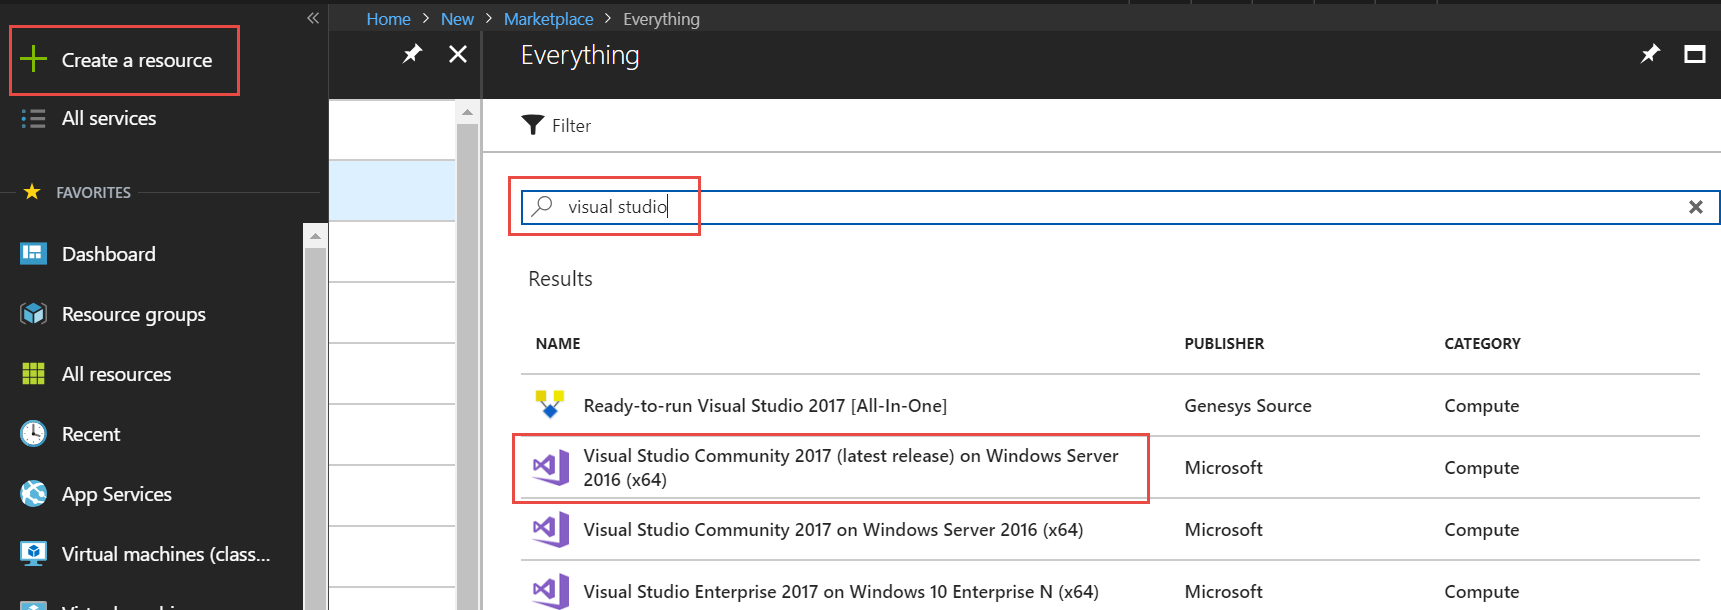 Home > New > Marketplace > Everything
Create a resource
All services
FAVORITES
Dashboard
Resource groups
All resources
Recent
App Services
Virtual machines (class...
Everything
Filter
visual studio
Results
NAME PUBLISHER CATEGORY
Ready-to-run Visual Studio 2017 [All-In-One] Genesys Source Compute
Visual Studio Community 2017 (latest release) on Windows Server
2016 (x64) Microsoft Compute
Visual Studio Community 2017 on Windows Server 2016 (x64) Microsoft Compute
Visual Studio Enterprise 2017 on Windows 10 Enterprise N (x64) Microsoft Compute